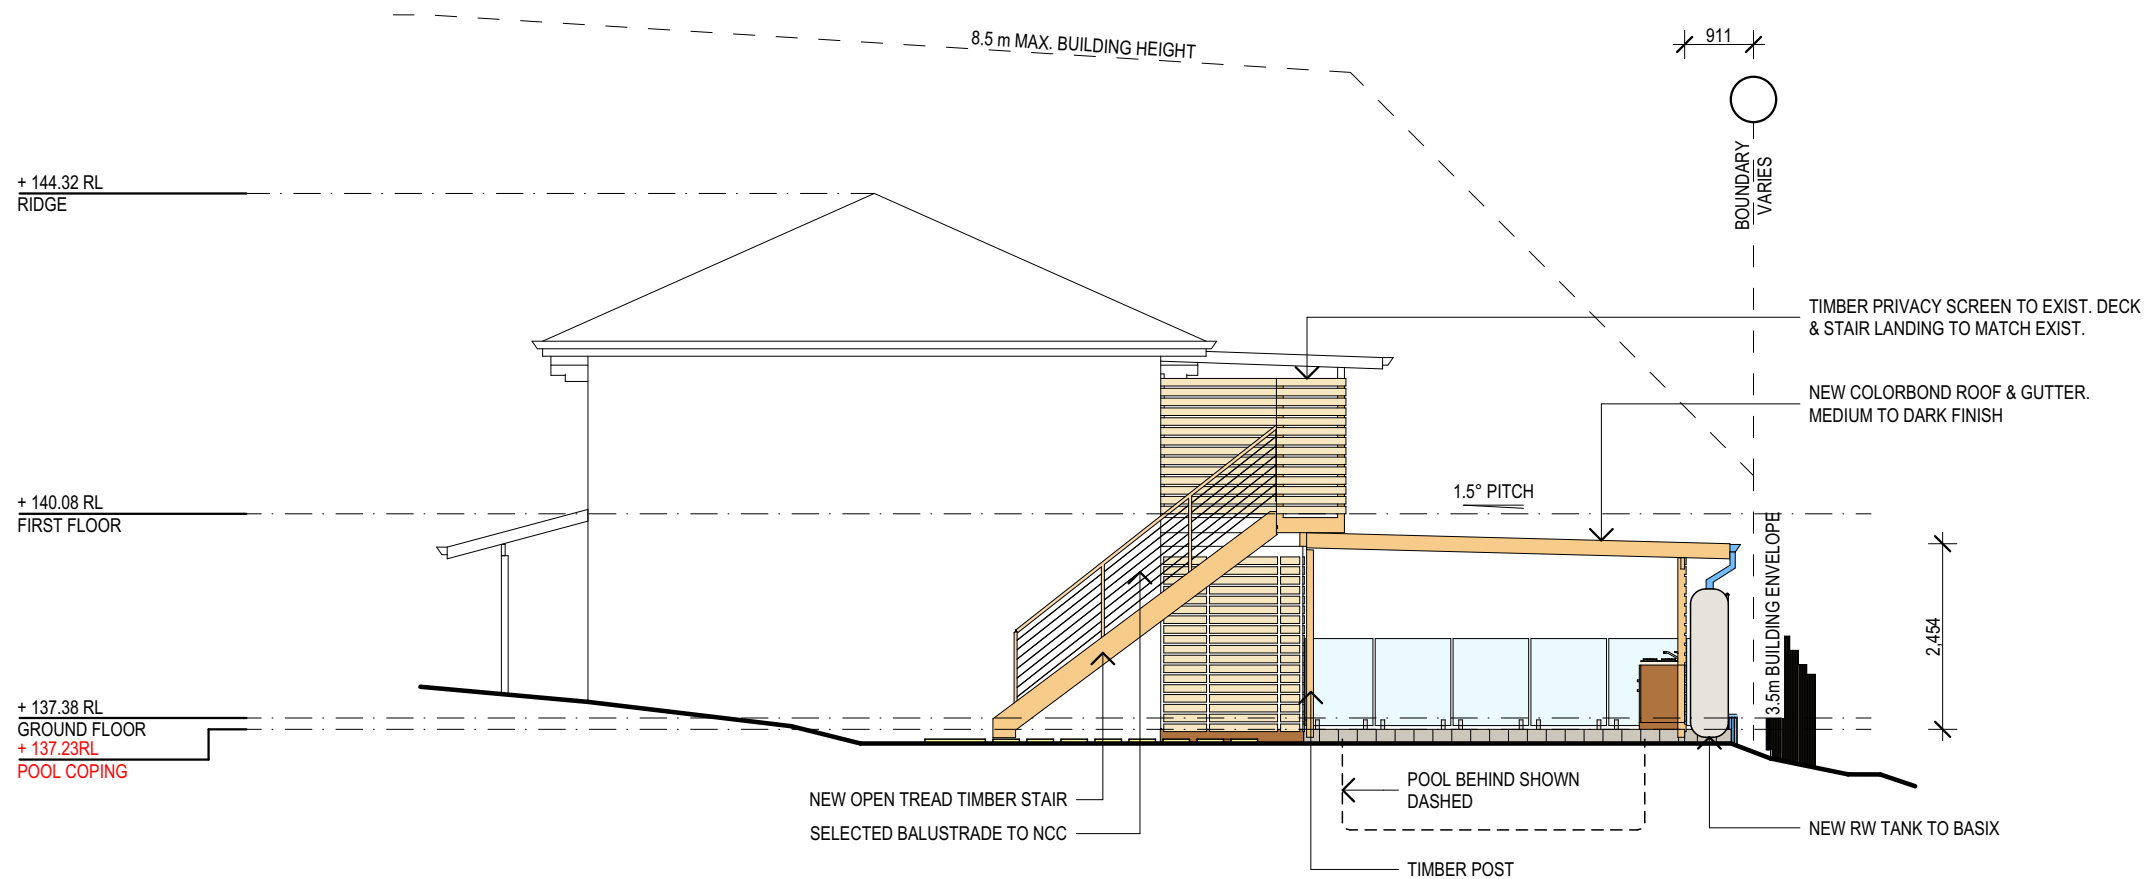 8.5 m MAX. BUILDING HEIGHT
911
BOUNDARY
VARIES
+ 144.32 RL
RIDGE
TIMBER PRIVACY SCREEN TO EXIST. DECK
& STAIR LANDING TO MATCH EXIST.
NEW COLORBOND ROOF & GUTTER.
MEDIUM TO DARK FINISH
1.5° PITCH
+ 140.08 RL
FIRST FLOOR
3.5m BUILDING ENVELOPE
2,454
+ 137.38 RL
GROUND FLOOR
+ 137.23RL
POOL COPING
POOL BEHIND SHOWN
DASHED
NEW OPEN TREAD TIMBER STAIR
SELECTED BALUSTRADE TO NCC
NEW RW TANK TO BASIX
TIMBER POST